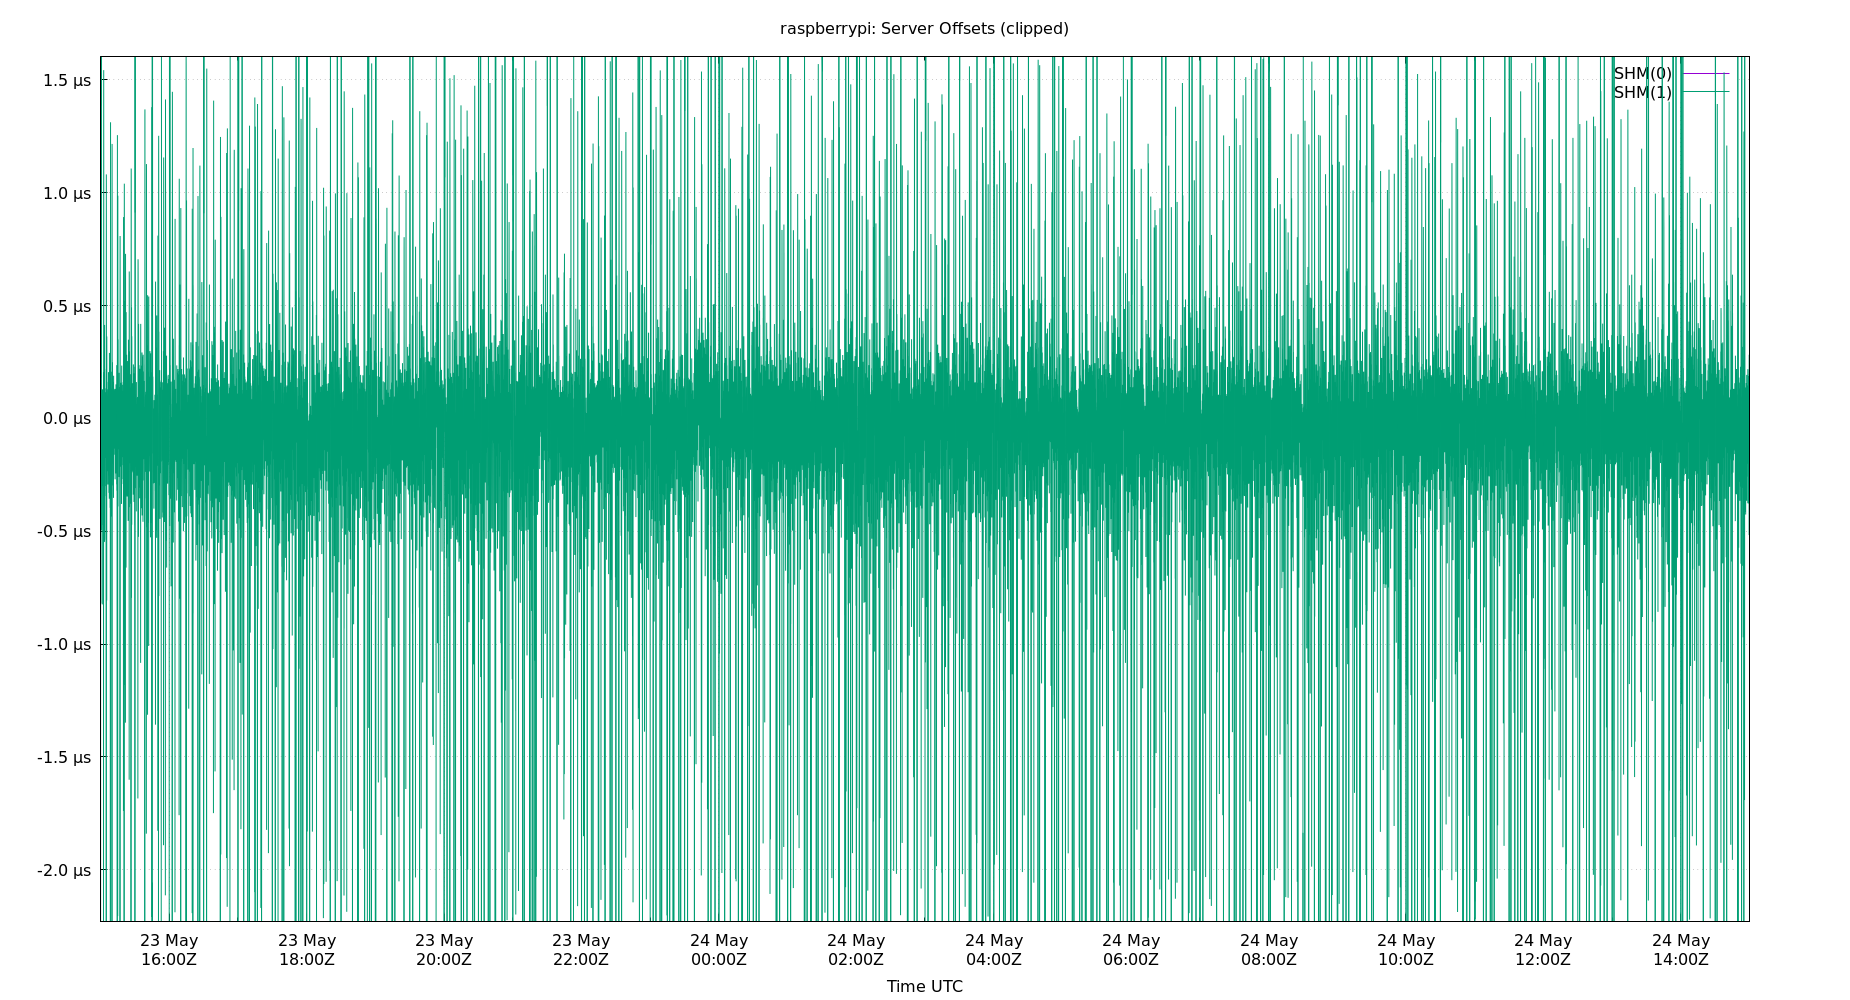 raspberrypi: Server Offsets (clipped)
SHM(0)
SHM(1)
1.5 µs
1.0 µs
0.5 µs
0.0 µs
-0.5 µs
-1.0 µs
-1.5 µs
-2.0 µs
23 May 23 May 23 May 23 May 24 May 24 May 24 May 24 May 24 May 24 May 24 May 24 May
16:00Z 18:00Z 20:00Z 22:00Z 00:00Z 02:00Z 04:00Z 06:00Z 08:00Z 10:00Z 12:00Z 14:00Z
Time UTC